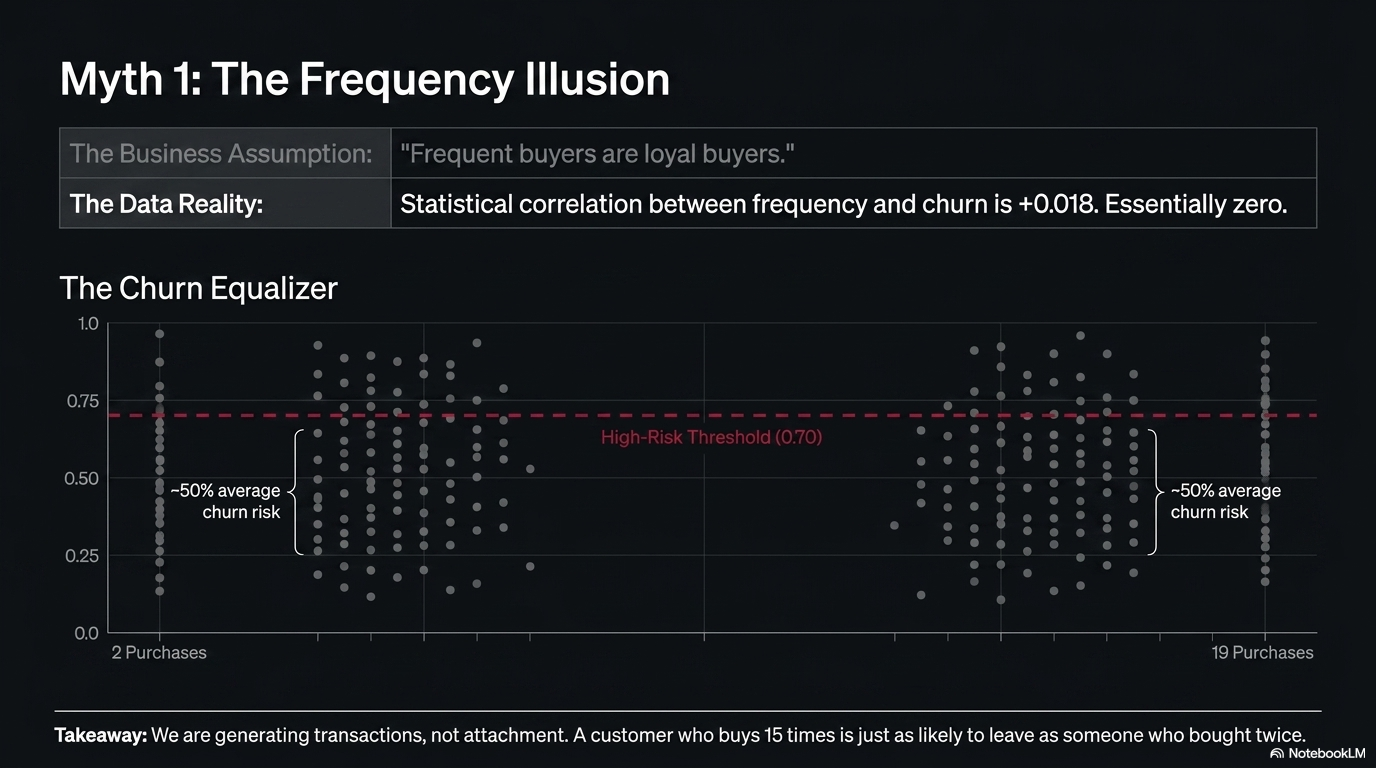 Myth 1: The Frequency Illusion
The Business Assumption: "Frequent buyers are loyal buyers."
The Data Reality: Statistical correlation between frequency and churn is +0.018. Essentially zero.
The Churn Equalizer
1.0
0.75
High-Risk Threshold (0.70)
0.50
~50% average
churn risk
~50% average
churn risk
0.25
0.0
2 Purchases
19 Purchases
Takeaway: We are generating transactions, not attachment. A customer who buys 15 times is just as likely to leave as someone who bought twice.
NotebookLM